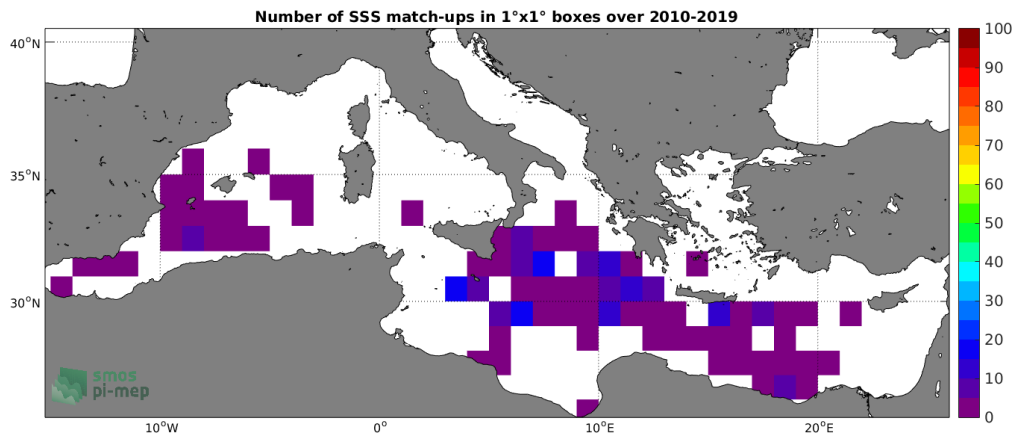 Number of SSS match-ups in 1°x1° boxes over 2010-2019
40°N
35°N
30°N
10°W
0°
10°E
20°E
100
90
80
70
60
50
40
30
20
10
0
smos
pi-mep